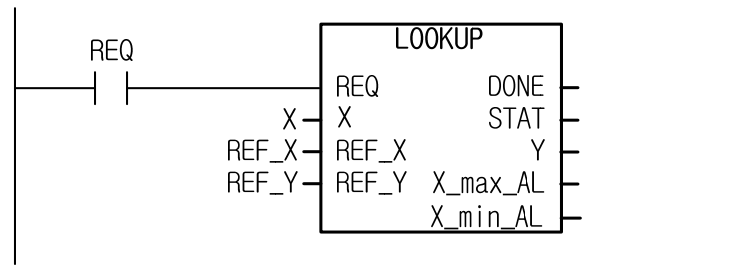 LOOKUP
REQ
REQ DONE
X X STAT
REF_X REF_X Y
REF_Y REF_Y X_max_AL
X_min_AL